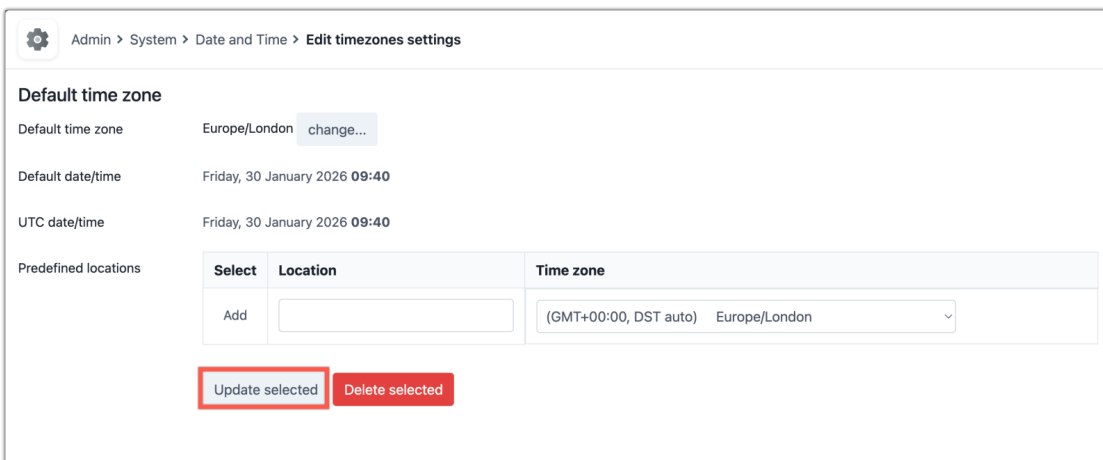 Admin > System > Date and Time > Edit timezones settings
Default time zone
Default time zone Europe/London change...
Default date/time Friday, 30 January 2026 09:40
UTC date/time Friday, 30 January 2026 09:40
Predefined locations Select Location Time zone
Add (GMT+00:00, DST auto) Europe/London
Update selected Delete selected